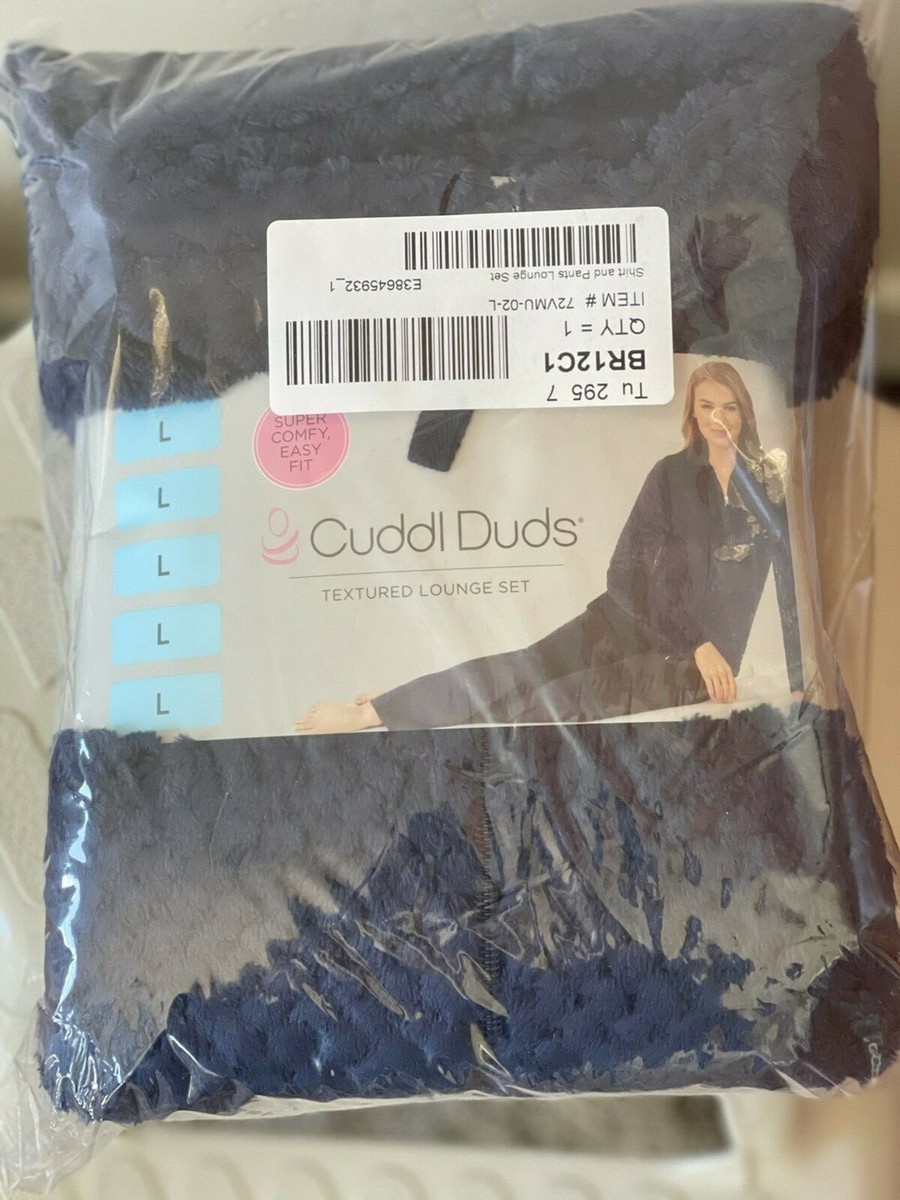 Tu 295 7
BR12C1
QTY = 1
ITEM # 72VMU-02-L
Shirt and Pants Lounge Set
E38645932_1
L
L
L
L
L
SUPER
COMFY,
EASY
FIT
Cuddl Duds®
TEXTURED LOUNGE SET